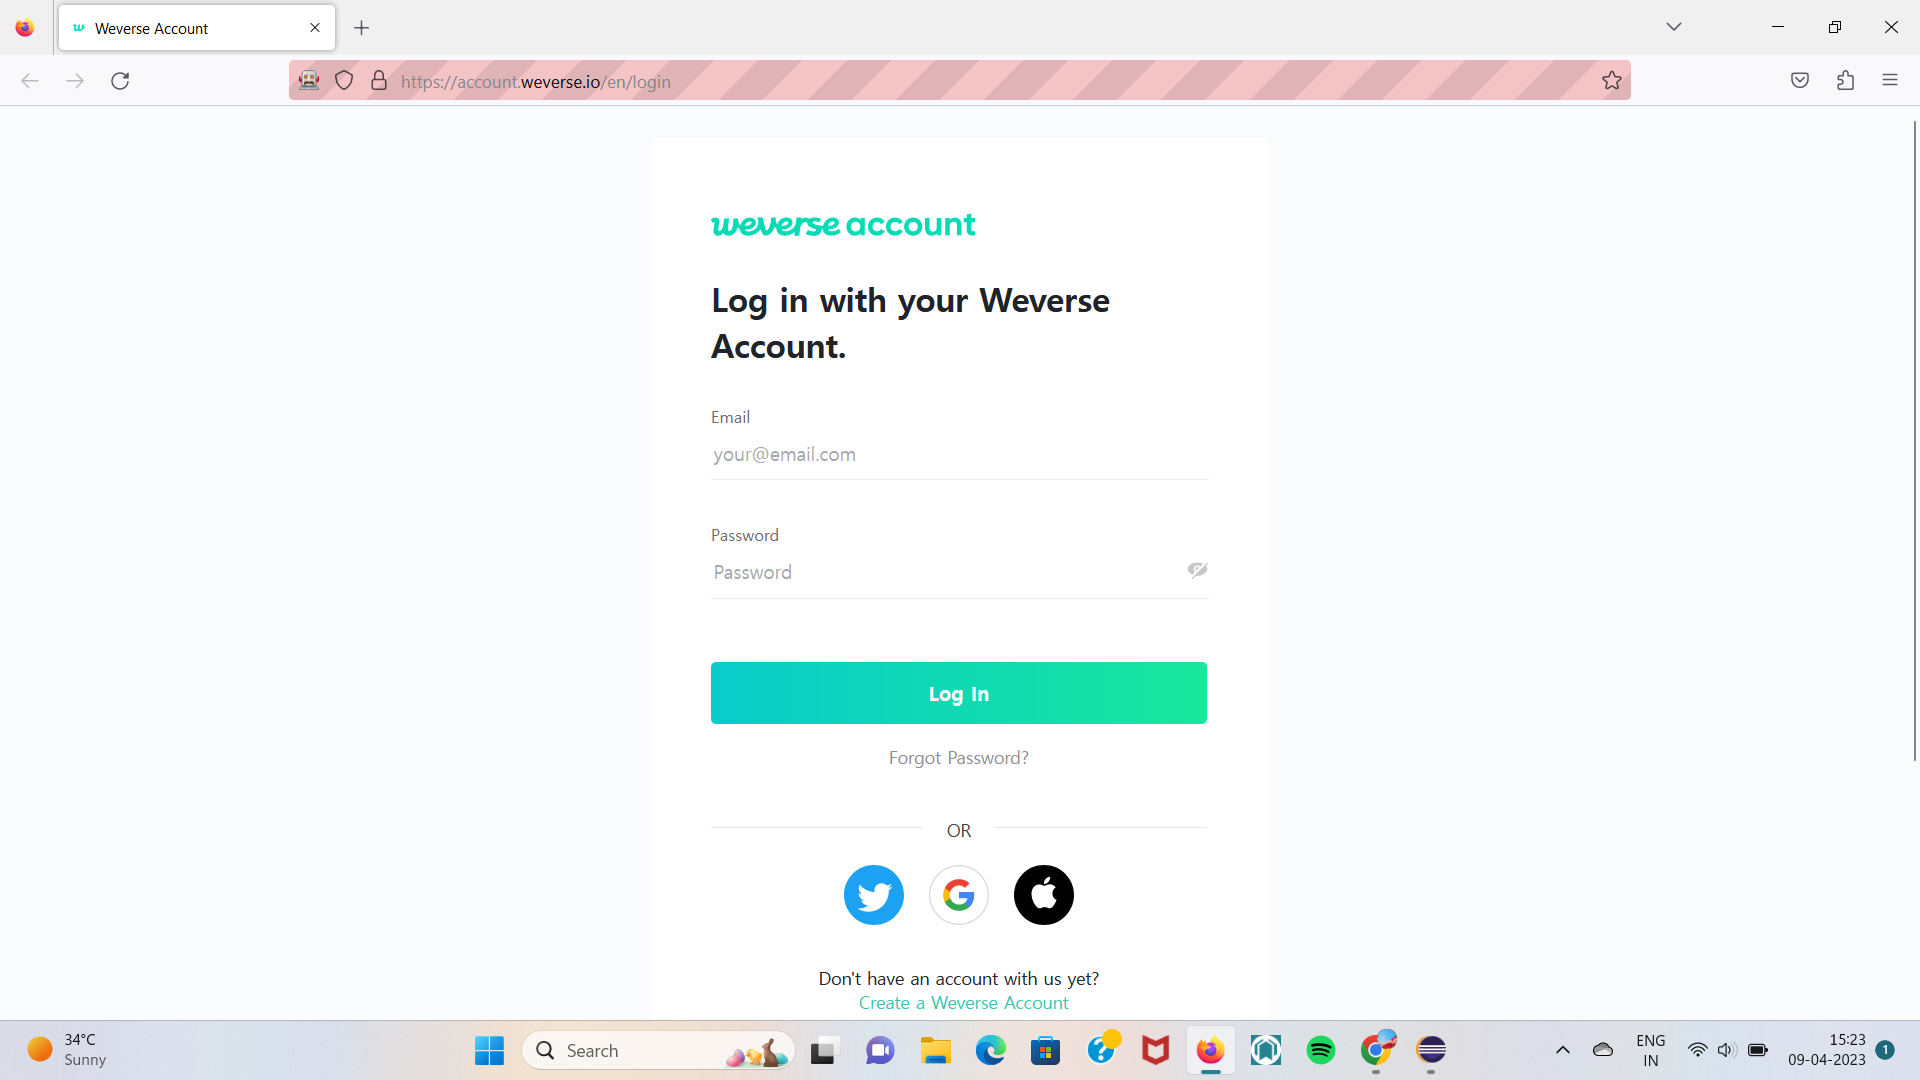 Weverse Account
https://account.weverse.io/en/login
weverse account
Log in with your Weverse
Account.
Email
your@email.com
Password
Password
Log In
Forgot Password?
OR
Don't have an account with us yet?
Create a Weverse Account
34°C
Sunny
Search
ENG
IN
15:23
09-04-2023
1